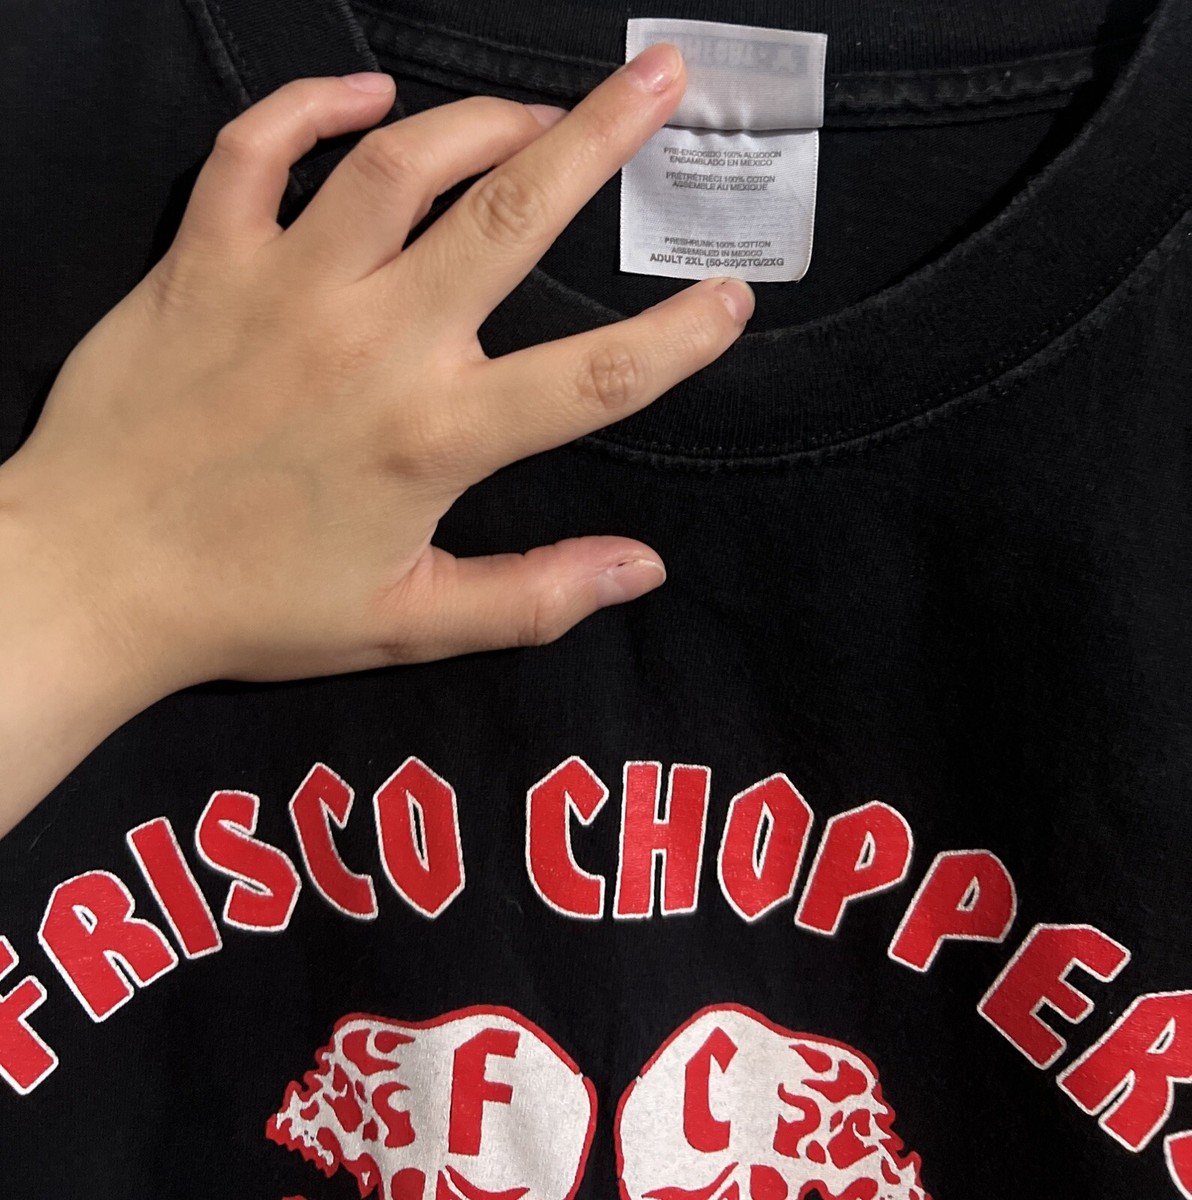 PRE-ENCOGIDO 100% ALGODON
ENSAMBLADO EN MEXICO
PRÉTRÉTRÉCI 100% COTON
ASSEMBLÉ AU MEXIQUE
PRESHRUNK 100% COTTON
ASSEMBLED IN MEXICO
ADULT 2XL (50-52)/2TG/2XG
FRISCO CHOPPERS
F C